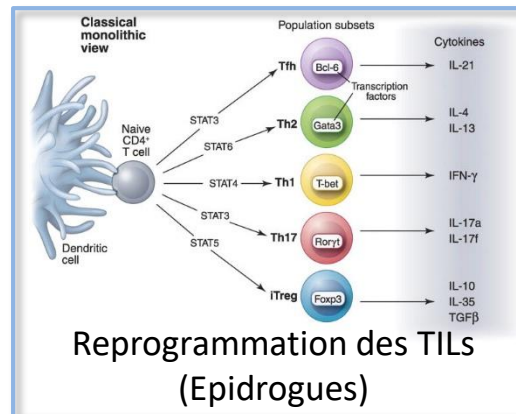 Classical
monolithic
view
Population subsets
Cytokines
Naive
CD4⁺
T cell
Dendritic
cell
STAT3
STAT6
STAT4
STAT3
STAT5
Tfh
Bcl-6
Transcription
factors
IL-21
Th2
Gata3
IL-4
IL-13
Th1
T-bet
IFN-γ
Th17
Rorγt
IL-17a
IL-17f
iTreg
Foxp3
IL-10
IL-35
TGFβ
Reprogrammation des TILs
(Epidrogues)